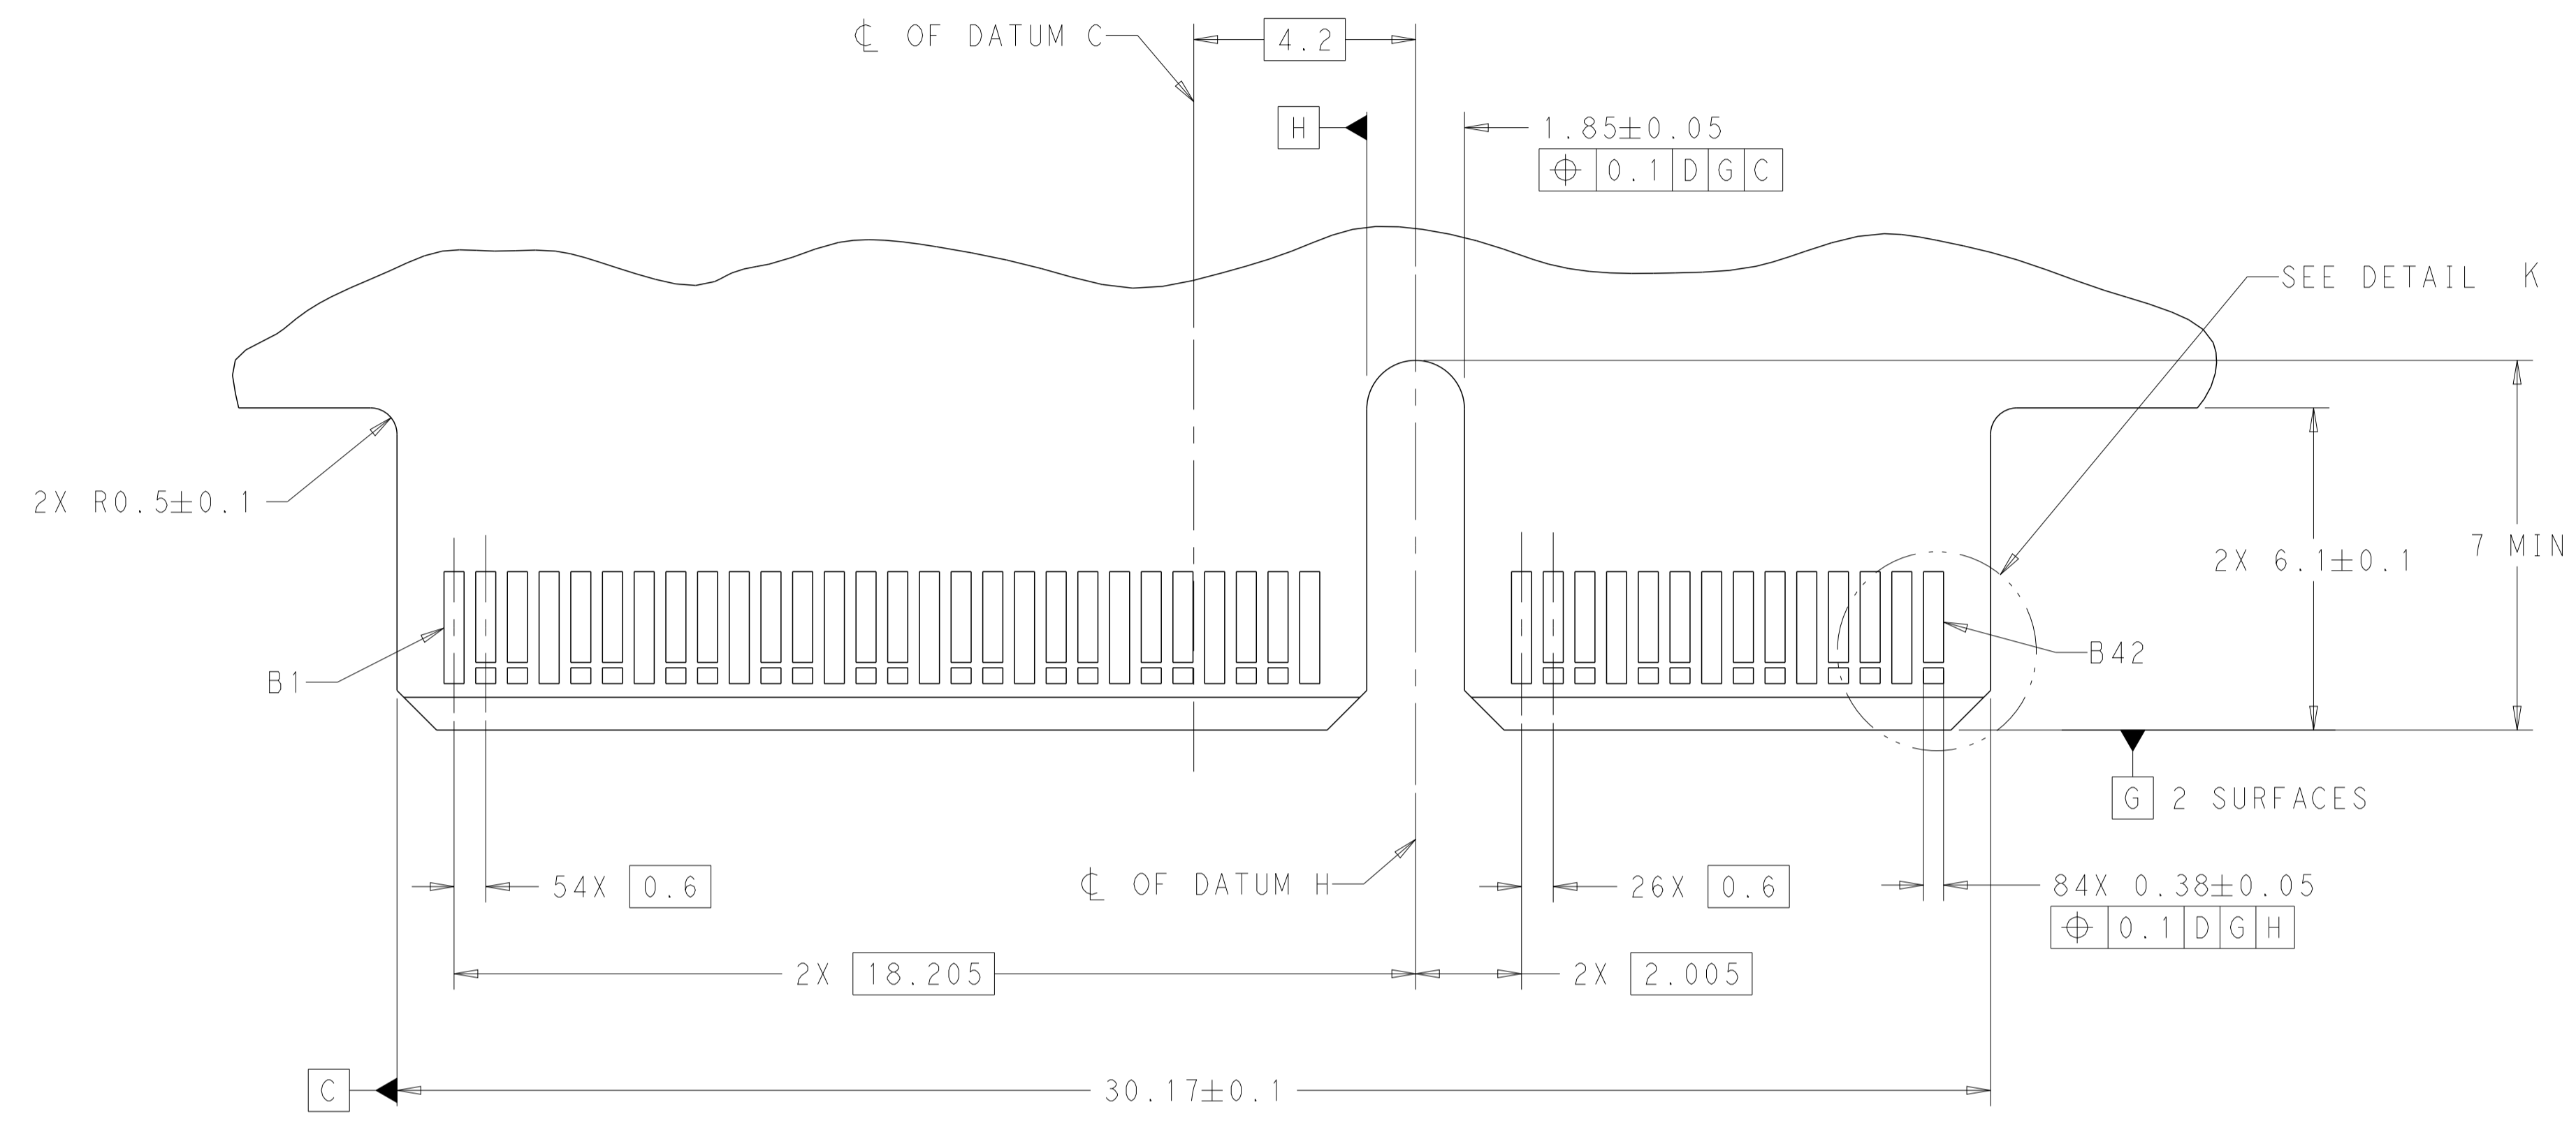 ℄ OF DATUM C
4.2
H
1.85±0.05
⌖ 0.1 D G C
SEE DETAIL K
2X R0.5±0.1
7 MIN
2X 6.1±0.1
B1
B42
G 2 SURFACES
54X 0.6
℄ OF DATUM H
26X 0.6
84X 0.38±0.05
⌖ 0.1 D G H
2X 18.205
2X 2.005
C
30.17±0.1